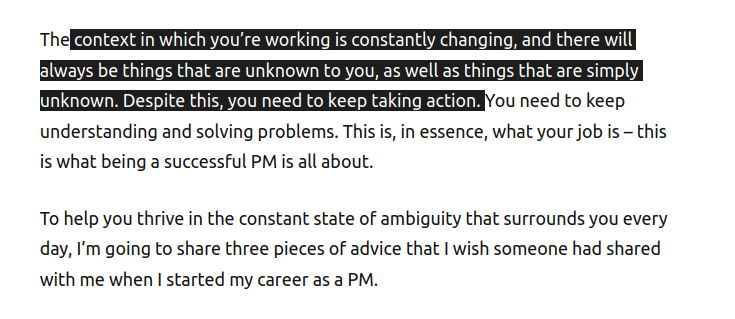 The context in which you’re working is constantly changing, and there will
always be things that are unknown to you, as well as things that are simply
unknown. Despite this, you need to keep taking action. You need to keep
understanding and solving problems. This is, in essence, what your job is – this
is what being a successful PM is all about.
To help you thrive in the constant state of ambiguity that surrounds you every
day, I’m going to share three pieces of advice that I wish someone had shared
with me when I started my career as a PM.